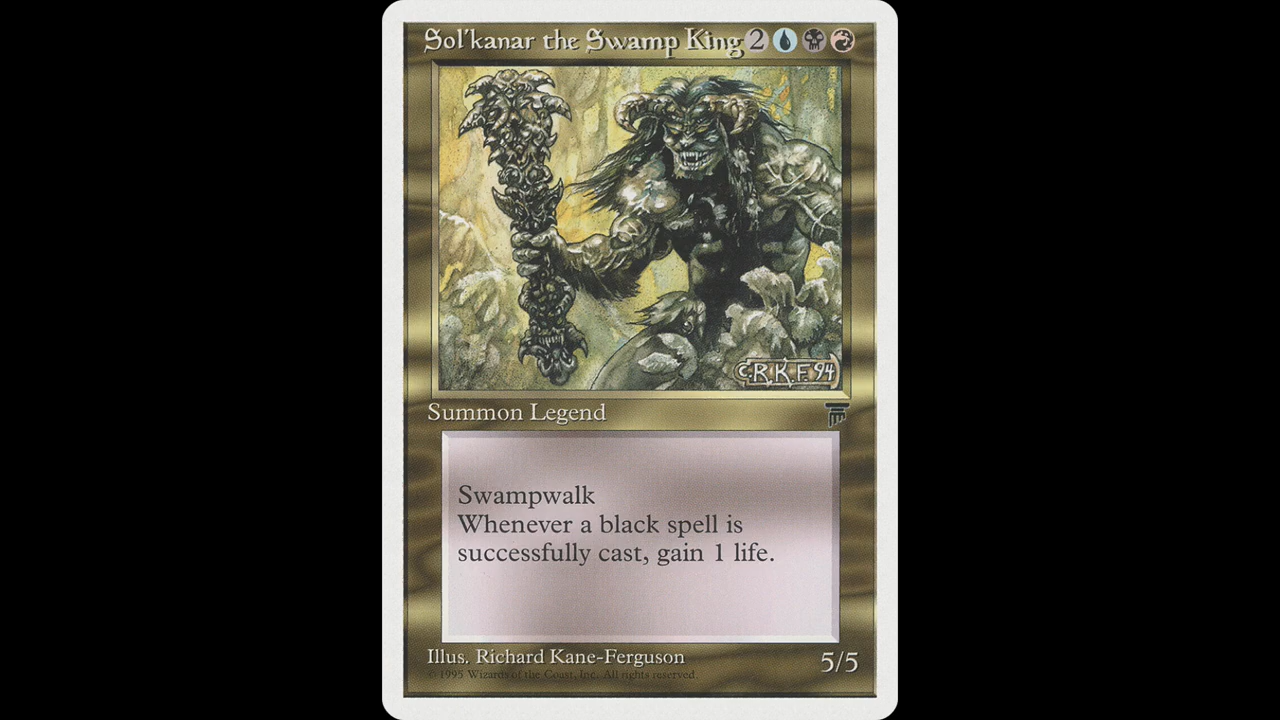 Sol'kanar the Swamp King 2
C.R.K.F. 94
Summon Legend
Swampwalk
Whenever a black spell is
successfully cast, gain 1 life.
Illus. Richard Kane-Ferguson
5/5
© 1995 Wizards of the Coast, Inc. All rights reserved.